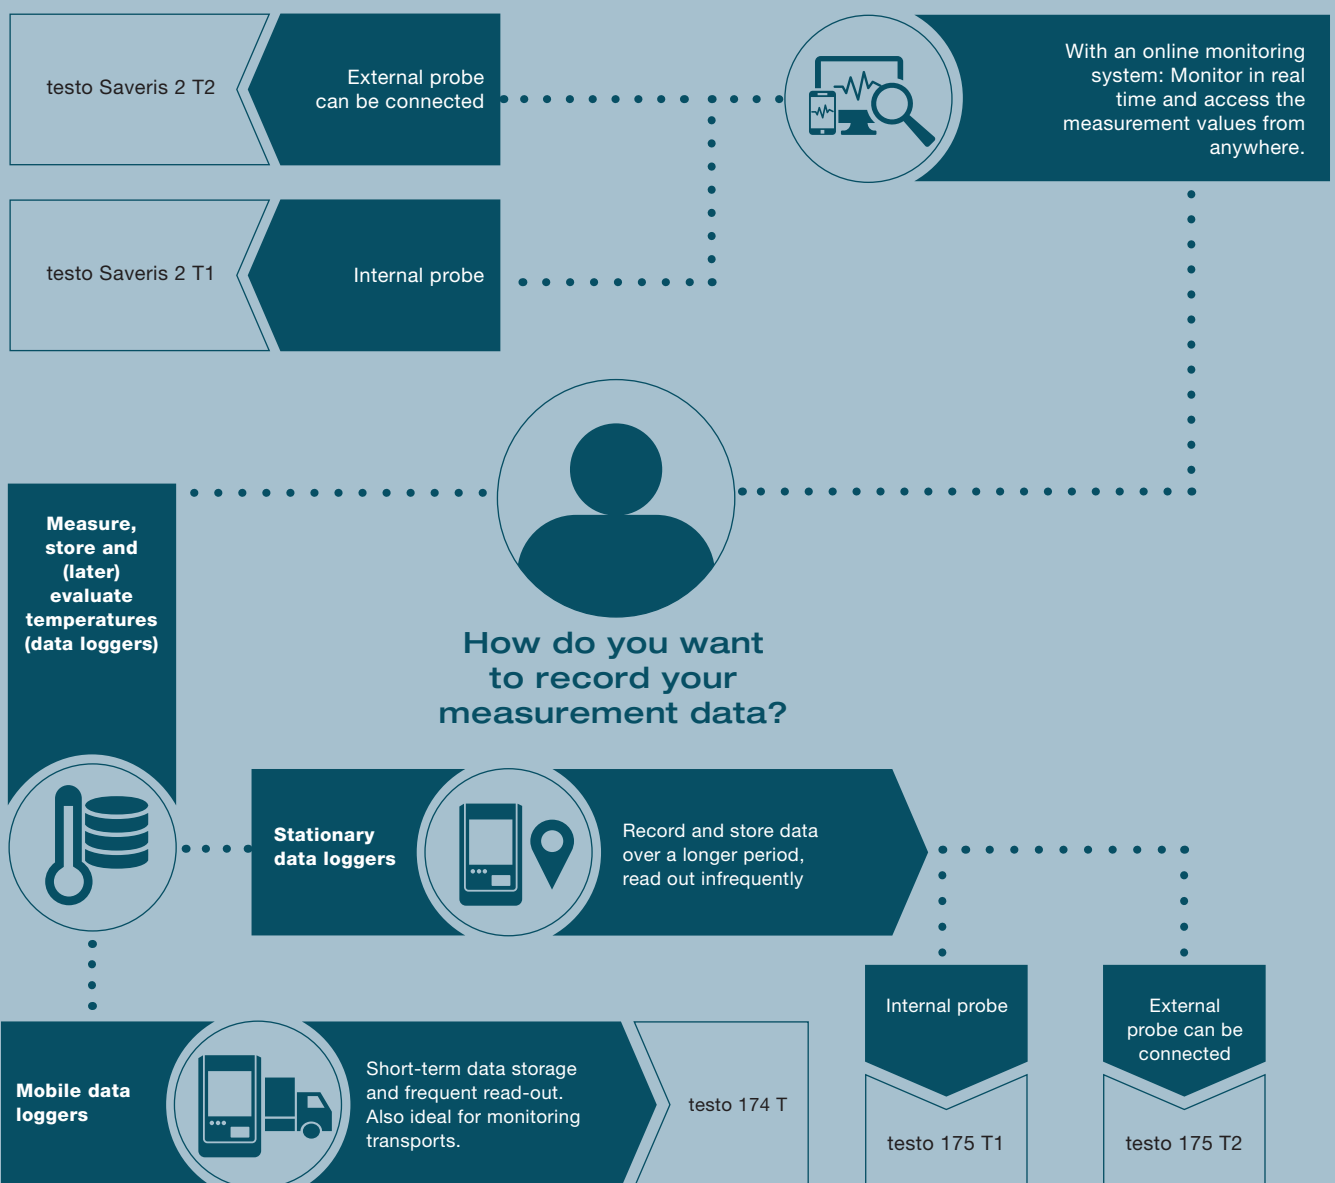 testo Saveris 2 T2
External probe
can be connected
With an online monitoring
system: Monitor in real
time and access the
measurement values from
anywhere.
testo Saveris 2 T1
Internal probe
Measure,
store and
(later)
evaluate
temperatures
(data loggers)
How do you want
to record your
measurement data?
Stationary
data loggers
Record and store data
over a longer period,
read out infrequently
Internal probe
External
probe can be
connected
Mobile data
loggers
Short-term data storage
and frequent read-out.
Also ideal for monitoring
transports.
testo 174 T
testo 175 T1
testo 175 T2